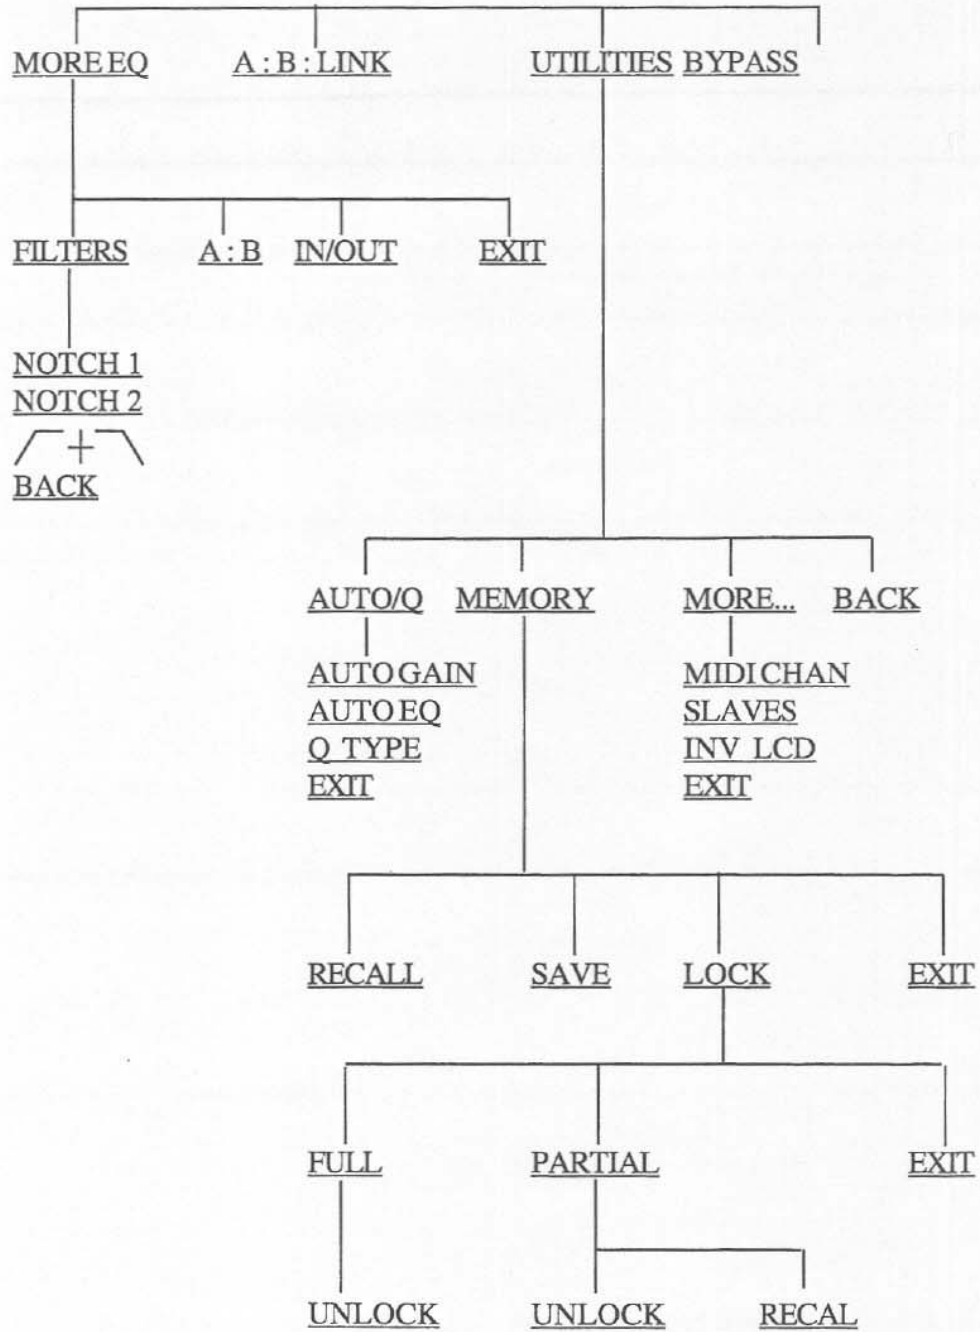 MORE EQ A : B : LINK UTILITIES BYPASS
FILTERS A : B IN/OUT EXIT
NOTCH 1
NOTCH 2
BACK
AUTO/Q MEMORY MORE... BACK
AUTO GAIN MIDI CHAN
AUTO EQ SLAVES
Q TYPE INV LCD
EXIT EXIT
RECALL SAVE LOCK EXIT
FULL PARTIAL EXIT
UNLOCK UNLOCK RECAL